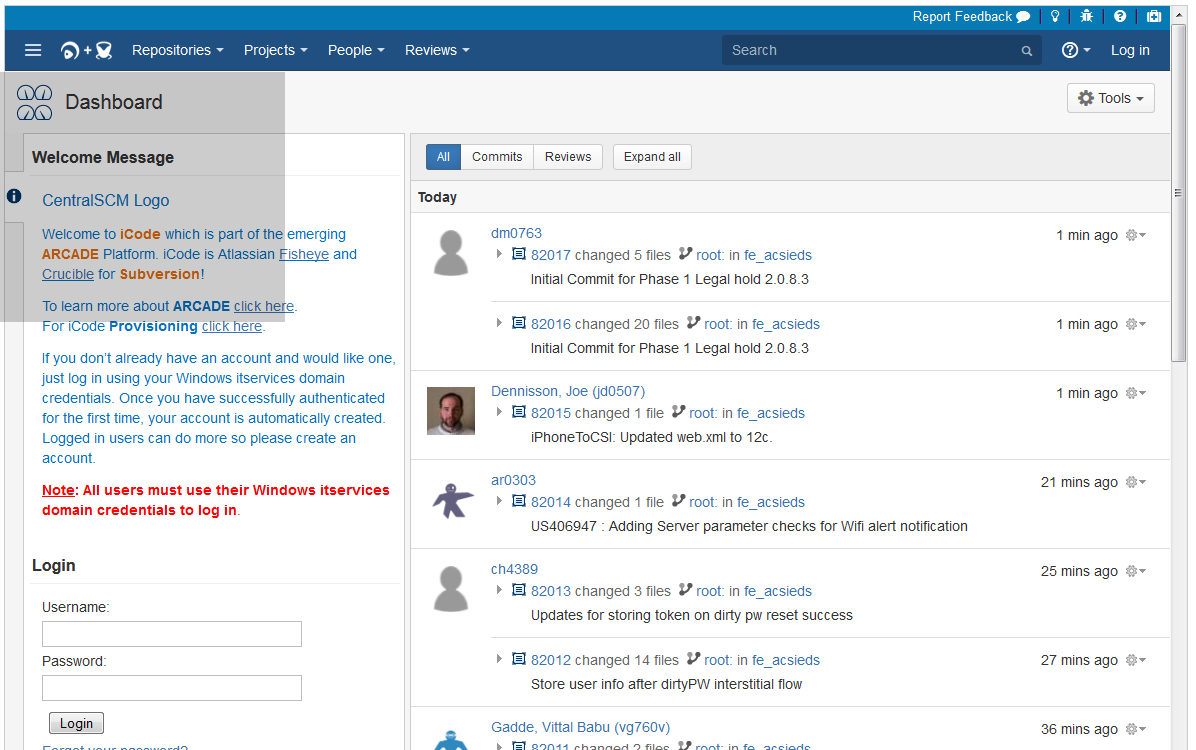 Report Feedback
+ Repositories Projects People Reviews Search Log in
Dashboard
Tools
Welcome Message
CentralSCM Logo
Welcome to iCode which is part of the emerging
ARCADE Platform. iCode is Atlassian Fisheye and
Crucible for Subversion!
To learn more about ARCADE click here.
For iCode Provisioning click here.
If you don't already have an account and would like one,
just log in using your Windows itservices domain
credentials. Once you have successfully authenticated
for the first time, your account is automatically created.
Logged in users can do more so please create an
account.
Note: All users must use their Windows itservices
domain credentials to log in.
Login
Username:
Password:
Login
Forgot your password?
All Commits Reviews Expand all
Today
dm0763 1 min ago
82017 changed 5 files root: in fe_acsieds
Initial Commit for Phase 1 Legal hold 2.0.8.3
82016 changed 20 files root: in fe_acsieds 1 min ago
Initial Commit for Phase 1 Legal hold 2.0.8.3
Dennisson, Joe (jd0507) 1 min ago
82015 changed 1 file root: in fe_acsieds
iPhoneToCSI: Updated web.xml to 12c.
ar0303 21 mins ago
82014 changed 1 file root: in fe_acsieds
US406947 : Adding Server parameter checks for Wifi alert notification
ch4389 25 mins ago
82013 changed 3 files root: in fe_acsieds
Updates for storing token on dirty pw reset success
82012 changed 14 files root: in fe_acsieds 27 mins ago
Store user info after dirtyPW interstitial flow
Gadde, Vittal Babu (vg760v) 36 mins ago
82011 changed 2 files root: in fe_acsieds